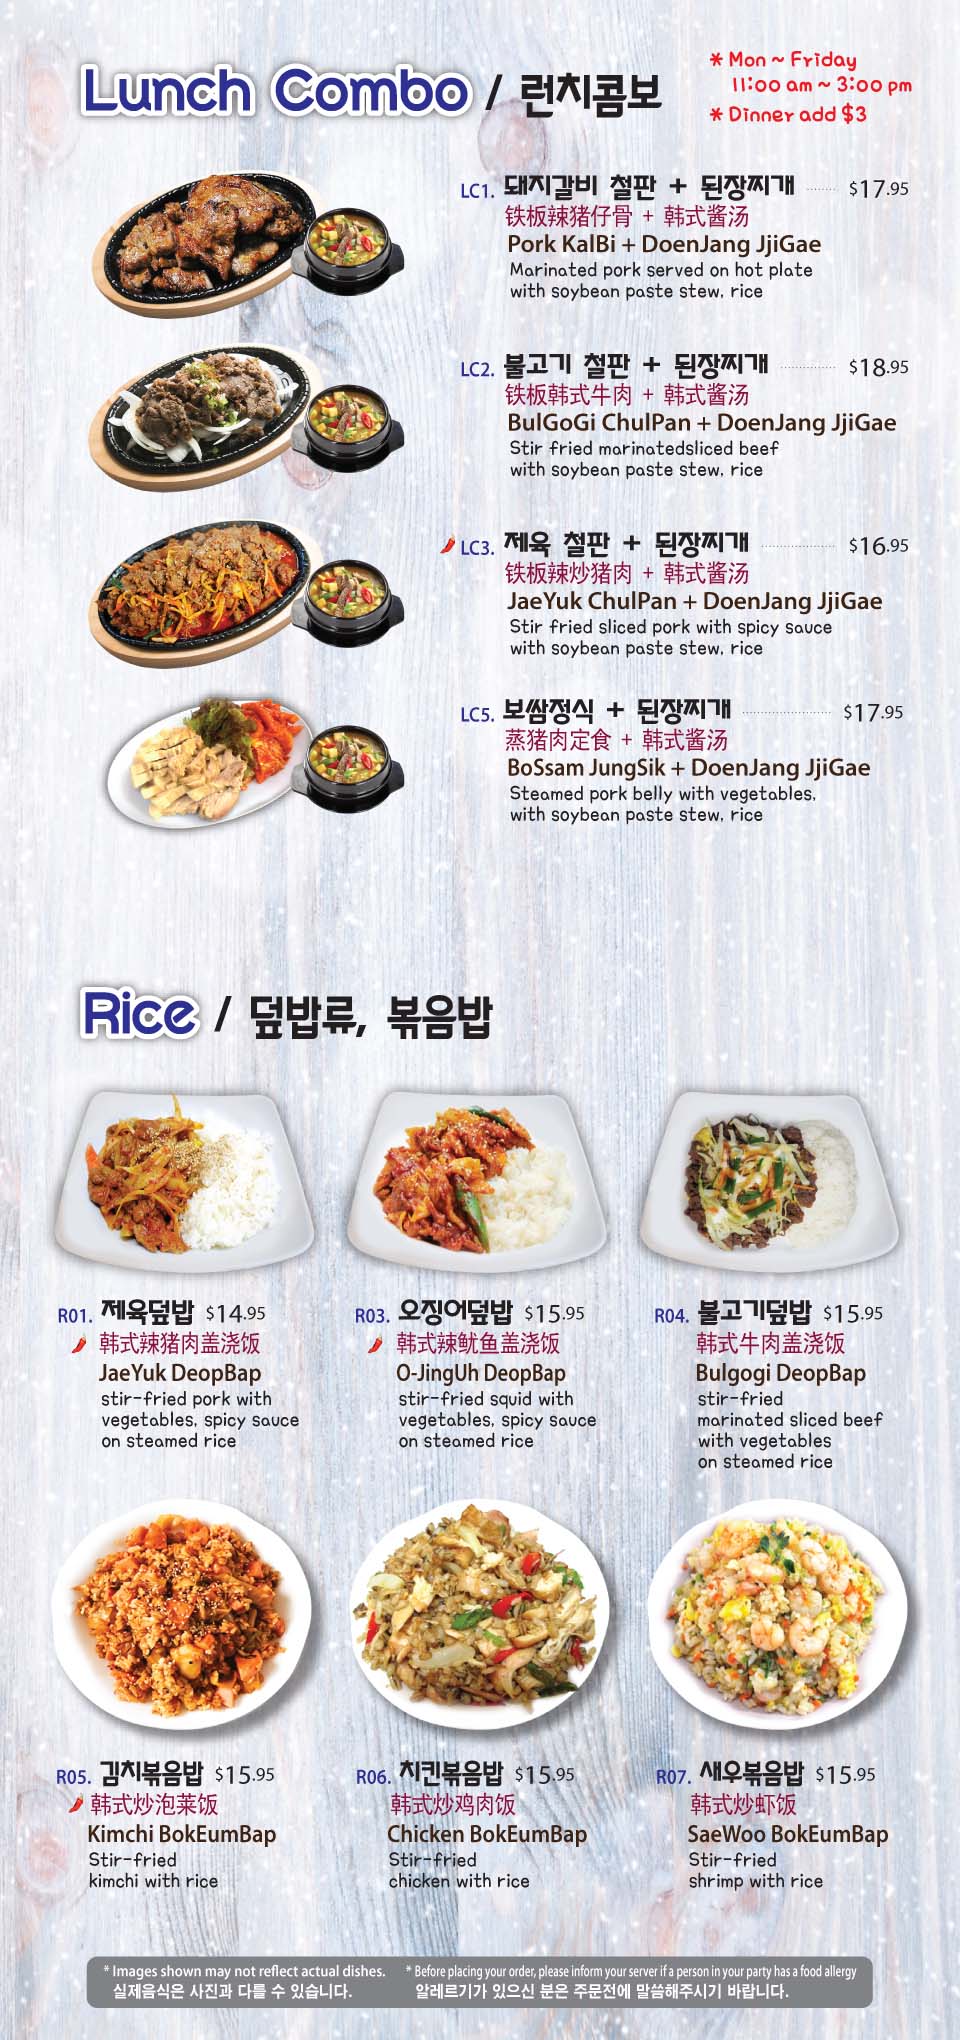 Lunch Combo / 런치콤보
* Mon ~ Friday
11:00 am ~ 3:00 pm
* Dinner add $3
LC1. 돼지갈비 철판 + 된장찌개 $17.95
铁板辣猪仔骨 + 韩式酱汤
Pork KalBi + DoenJang JjiGae
Marinated pork served on hot plate
with soybean paste stew, rice
LC2. 불고기 철판 + 된장찌개 $18.95
铁板韩式牛肉 + 韩式酱汤
BulGoGi ChulPan + DoenJang JjiGae
Stir fried marinatedsliced beef
with soybean paste stew, rice
LC3. 제육 철판 + 된장찌개 $16.95
铁板辣炒猪肉 + 韩式酱汤
JaeYuk ChulPan + DoenJang JjiGae
Stir fried sliced pork with spicy sauce
with soybean paste stew, rice
LC5. 보쌈정식 + 된장찌개 $17.95
蒸猪肉定食 + 韩式酱汤
BoSsam JungSik + DoenJang JjiGae
Steamed pork belly with vegetables,
with soybean paste stew, rice
Rice / 덮밥류, 볶음밥
R01. 제육덮밥 $14.95
韩式辣猪肉盖浇饭
JaeYuk DeopBap
stir-fried pork with
vegetables, spicy sauce
on steamed rice
R03. 오징어덮밥 $15.95
韩式辣鱿鱼盖浇饭
O-JingUh DeopBap
stir-fried squid with
vegetables, spicy sauce
on steamed rice
R04. 불고기덮밥 $15.95
韩式牛肉盖浇饭
Bulgogi DeopBap
stir-fried
marinated sliced beef
with vegetables
on steamed rice
R05. 김치볶음밥 $15.95
韩式炒泡菜饭
Kimchi BokEumBap
Stir-fried
kimchi with rice
R06. 치킨볶음밥 $15.95
韩式炒鸡肉饭
Chicken BokEumBap
Stir-fried
chicken with rice
R07. 새우볶음밥 $15.95
韩式炒虾饭
SaeWoo BokEumBap
Stir-fried
shrimp with rice
* Images shown may not reflect actual dishes.
실제음식은 사진과 다를 수 있습니다.
* Before placing your order, please inform your server if a person in your party has a food allergy
알레르기가 있으신 분은 주문전에 말씀해주시기 바랍니다.